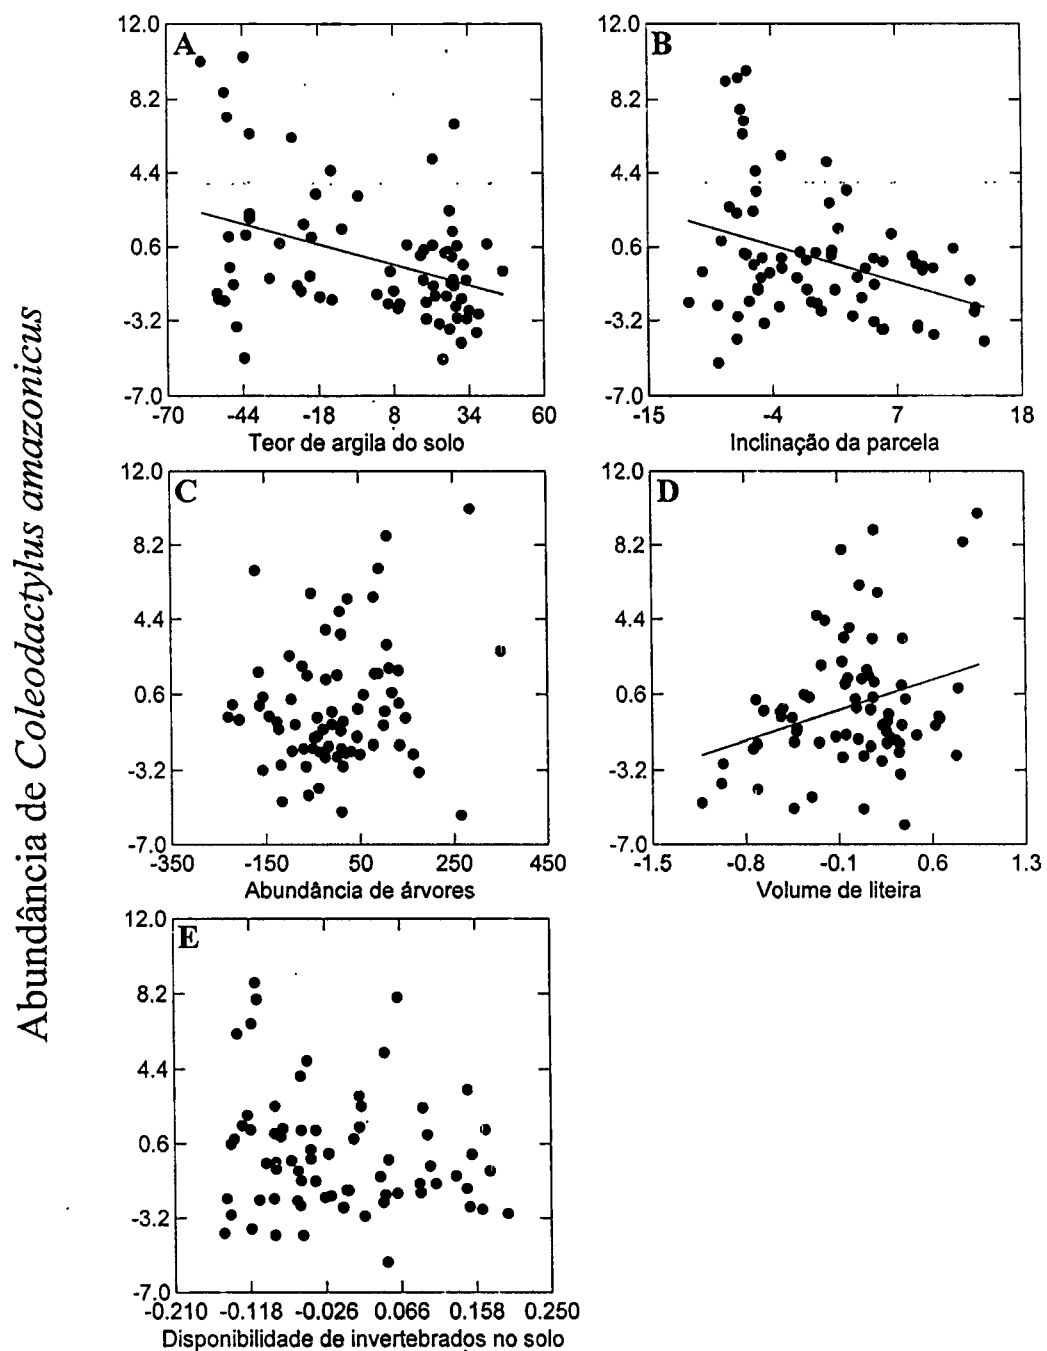 Abundância de Coleodactylus amazonicus
A
12.0
8.2
4.4
0.6
-3.2
-7.0
-70 -44 -18 8 34 60
Teor de argila do solo
B
12.0
8.2
4.4
0.6
-3.2
-7.0
-15 -4 7 18
Inclinação da parcela
C
12.0
8.2
4.4
0.6
-3.2
-7.0
-350 -150 50 250 450
Abundância de árvores
D
12.0
8.2
4.4
0.6
-3.2
-7.0
-1.5 -0.8 -0.1 0.6 1.3
Volume de liteira
E
12.0
8.2
4.4
0.6
-3.2
-7.0
-0.210 -0.118 -0.026 0.066 0.158 0.250
Disponibilidade de invertebrados no solo